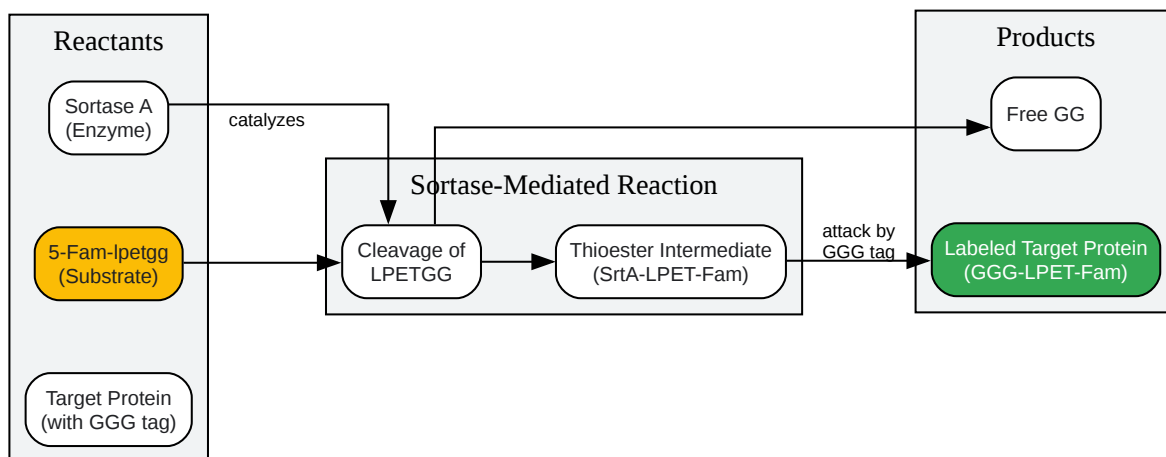 Reactants
Sortase A
(Enzyme)
5-Fam-lpetgg
(Substrate)
Target Protein
(with GGG tag)
catalyzes
Sortase-Mediated Reaction
Cleavage of
LPETGG
Thioester Intermediate
(SrtA-LPET-Fam)
attack by
GGG tag
Products
Free GG
Labeled Target Protein
(GGG-LPET-Fam)